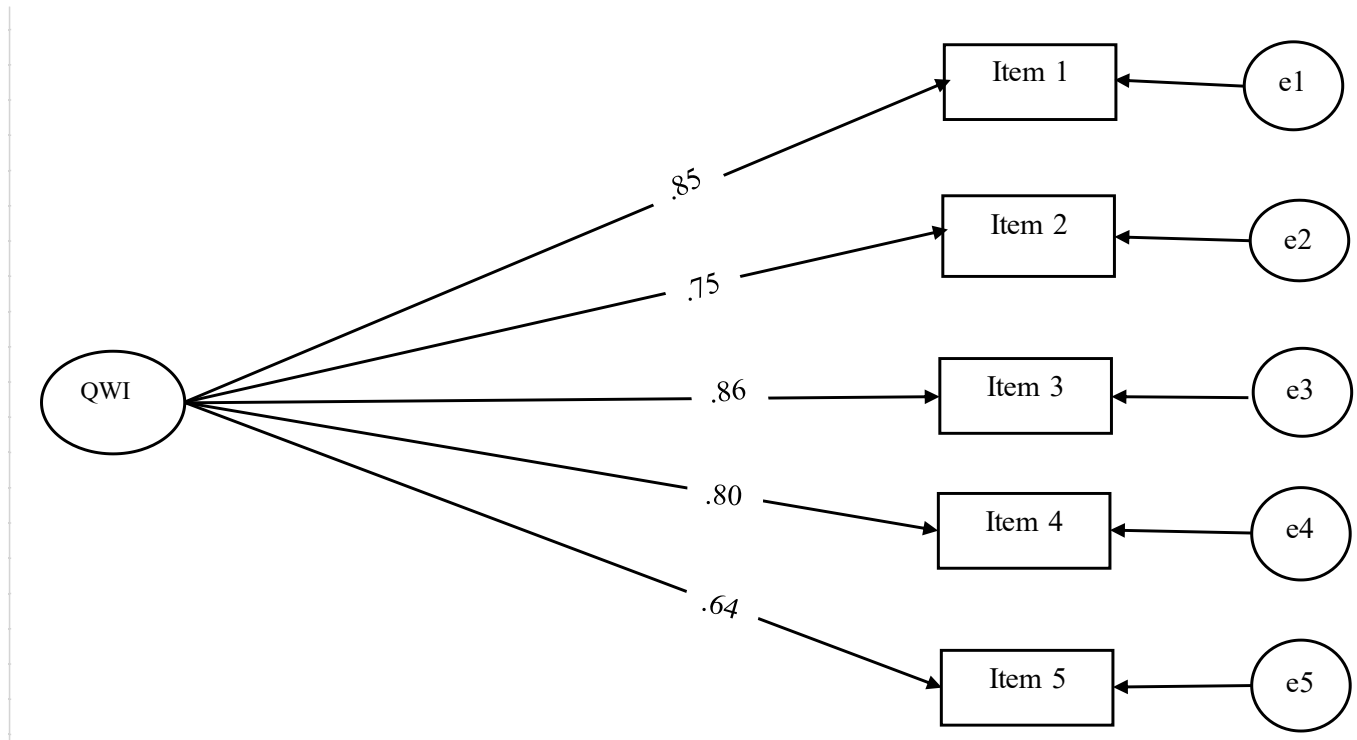 Item 1
e1
.85
Item 2
e2
.75
QWI
.86
Item 3
e3
.80
Item 4
e4
.64
Item 5
e5